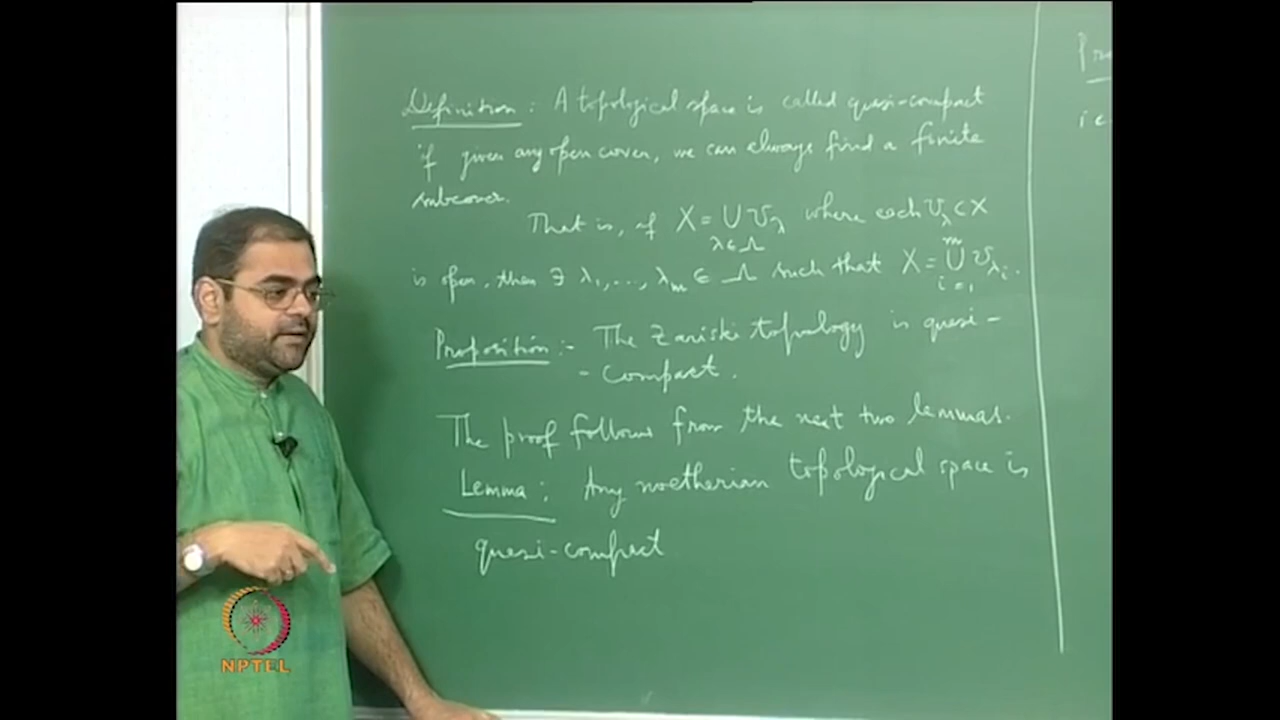 Definition: A topological space is called quasi-compact
if given any open cover, we can always find a finite
subcover.
That is, if X = ∪ U_λ where each U_λ ⊂ X
λ ∈ Ω
is open, then ∃ λ₁, ..., λ_m ∈ Ω such that X = ∪_{i=1}^{m} U_{λ_i}.
Proposition :- The Zariski topology is quasi-
- compact.
The proof follows from the next two lemmas.
Lemma: Any noetherian topological space is
quasi-compact
i.e.
NPTEL